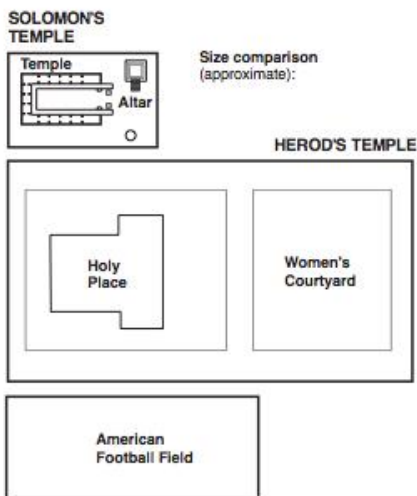 SOLOMON'S
TEMPLE
Temple
Altar
Size comparison
(approximate):
HEROD'S TEMPLE
Holy
Place
Women's
Courtyard
American
Football Field